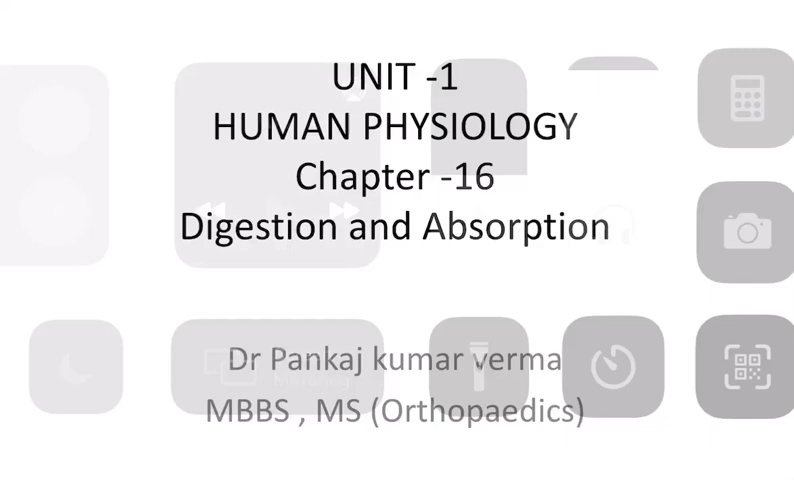 UNIT -1
HUMAN PHYSIOLOGY
Chapter -16
Digestion and Absorption
Dr Pankaj kumar verma
MBBS , MS (Orthopaedics)